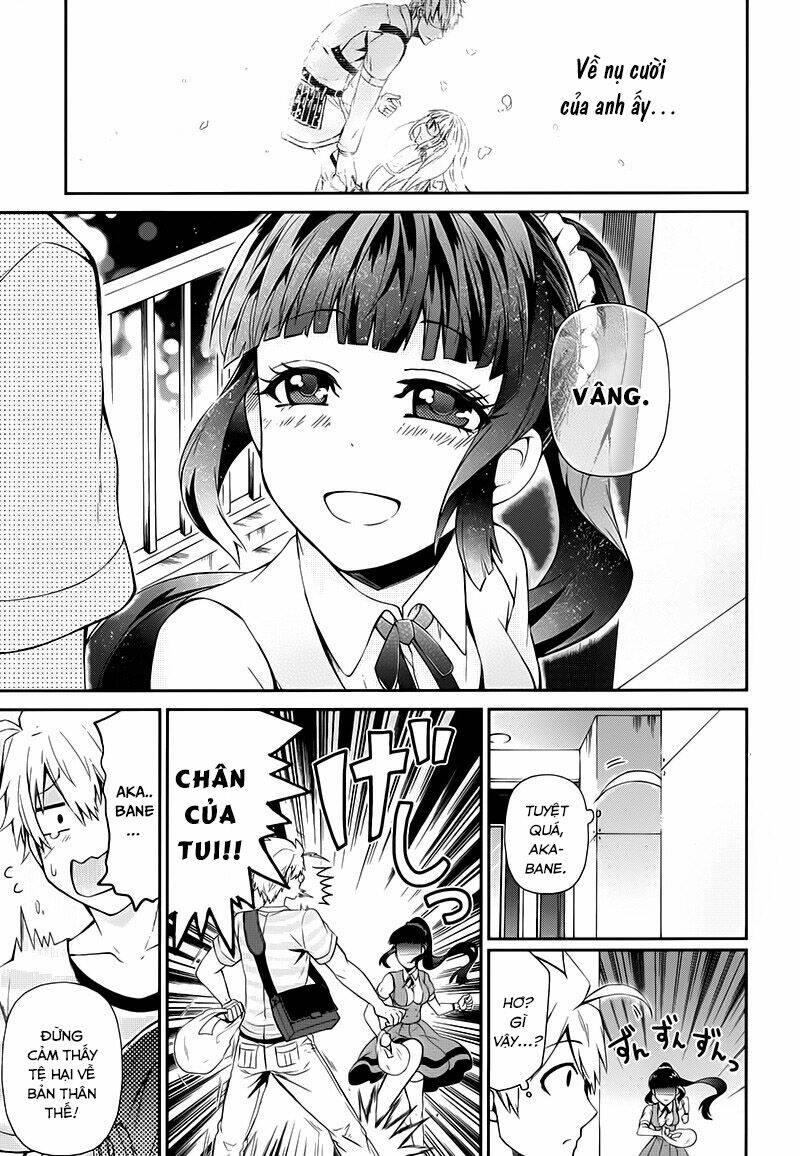 Về nụ cười
của anh ấy...
VÂNG.
TUYỆT
QUÁ,
AKA-
BANE.
HƠ?
GÌ
VẬY...?
ずんずんずんっ
げしっ
CHÂN
CỦA
TUI!!
AKA..
BANE
...
ĐỪNG
CẢM THẤY
TỆ HẠI VỀ
BẢN THÂN
THẾ!